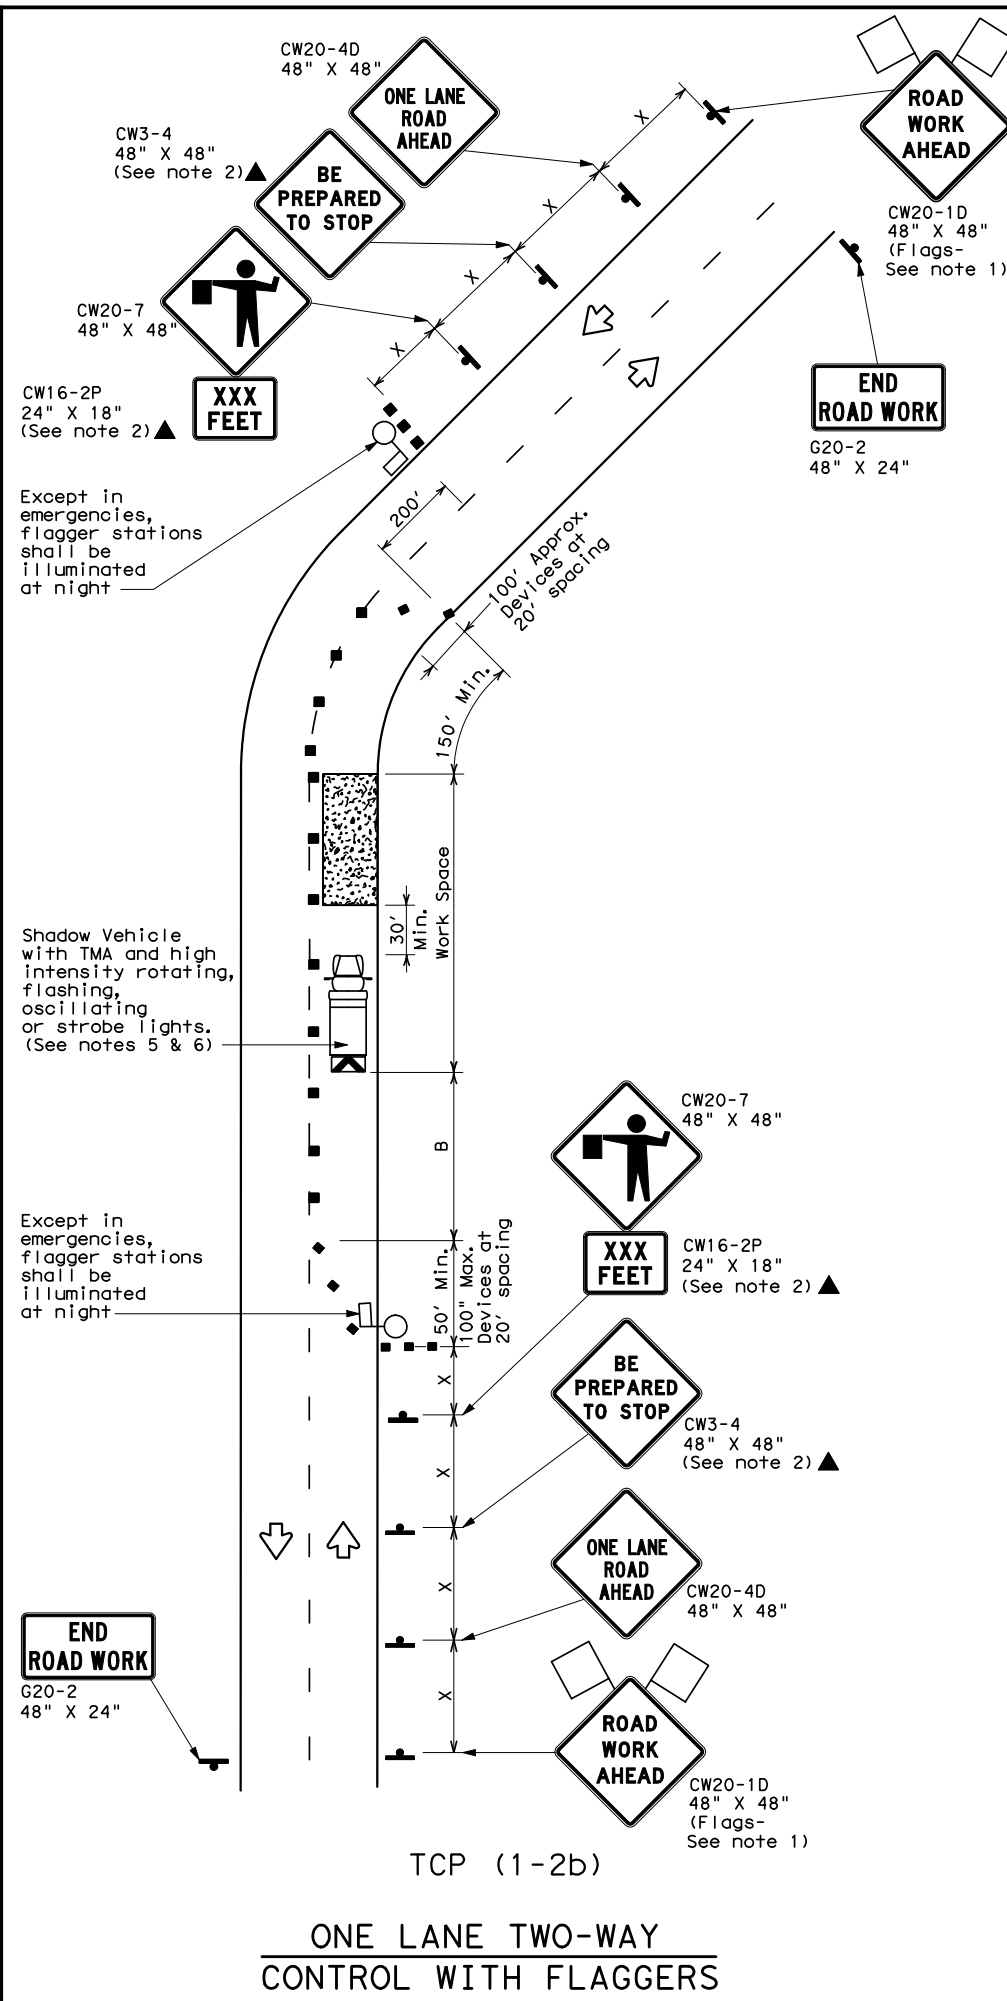 CW20-4D
48" X 48"
ONE LANE
ROAD
AHEAD
ROAD
WORK
AHEAD
CW20-1D
48" X 48"
(Flags-
See note 1)
CW3-4
48" X 48"
(See note 2)
BE
PREPARED
TO STOP
CW20-7
48" X 48"
CW16-2P
24" X 18"
(See note 2)
XXX
FEET
X
X
X
X
END
ROAD WORK
G20-2
48" X 24"
Except in
emergencies,
flagger stations
shall be
illuminated
at night
200'
100' Approx.
Devices at
20' spacing
150' Min.
Work Space
30'
Min.
Shadow Vehicle
with TMA and high
intensity rotating,
flashing,
oscillating
or strobe lights.
(See notes 5 & 6)
B
CW20-7
48" X 48"
XXX
FEET
CW16-2P
24" X 18"
(See note 2)
Except in
emergencies,
flagger stations
shall be
illuminated
at night
50' Min.
100" Max.
Devices at
20' spacing
X
X
X
X
BE
PREPARED
TO STOP
CW3-4
48" X 48"
(See note 2)
ONE LANE
ROAD
AHEAD
CW20-4D
48" X 48"
END
ROAD WORK
G20-2
48" X 24"
ROAD
WORK
AHEAD
CW20-1D
48" X 48"
(Flags-
See note 1)
TCP (1-2b)
ONE LANE TWO-WAY
CONTROL WITH FLAGGERS